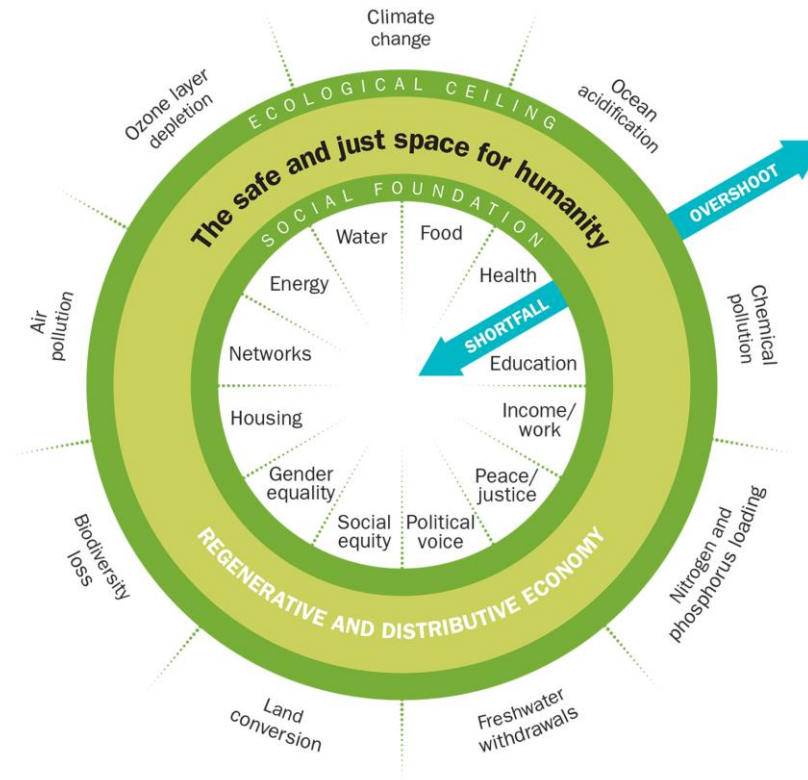 Climate
change
Ocean
acidification
Ozone layer
depletion
ECOLOGICAL CEILING
The safe and just space for humanity
SOCIAL FOUNDATION
OVERSHOOT
Water
Food
Energy
Health
SHORTFALL
Air
pollution
Chemical
pollution
Networks
Education
Housing
Income/
work
Gender
equality
Peace/
justice
Social
equity
Political
voice
REGENERATIVE AND DISTRIBUTIVE ECONOMY
Biodiversity
loss
Nitrogen and
phosphorus loading
Land
conversion
Freshwater
withdrawals